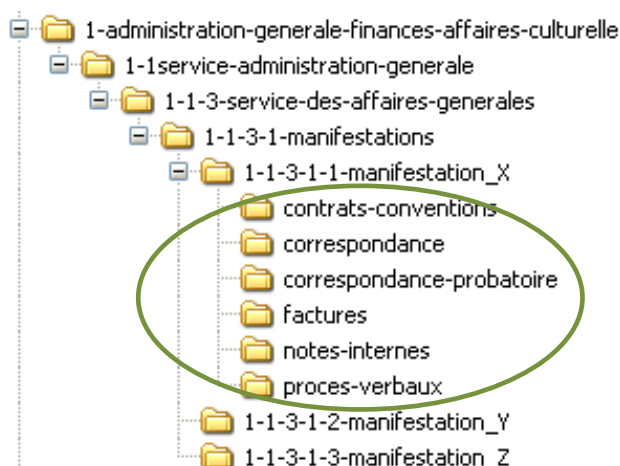 1-administration-generale-finances-affaires-culturelle
1-1service-administration-generale
1-1-3-service-des-affaires-generales
1-1-3-1-manifestations
1-1-3-1-1-manifestation_X
contrats-conventions
correspondance
correspondance-probatoire
factures
notes-internes
proces-verbaux
1-1-3-1-2-manifestation_Y
1-1-3-1-3-manifestation_Z